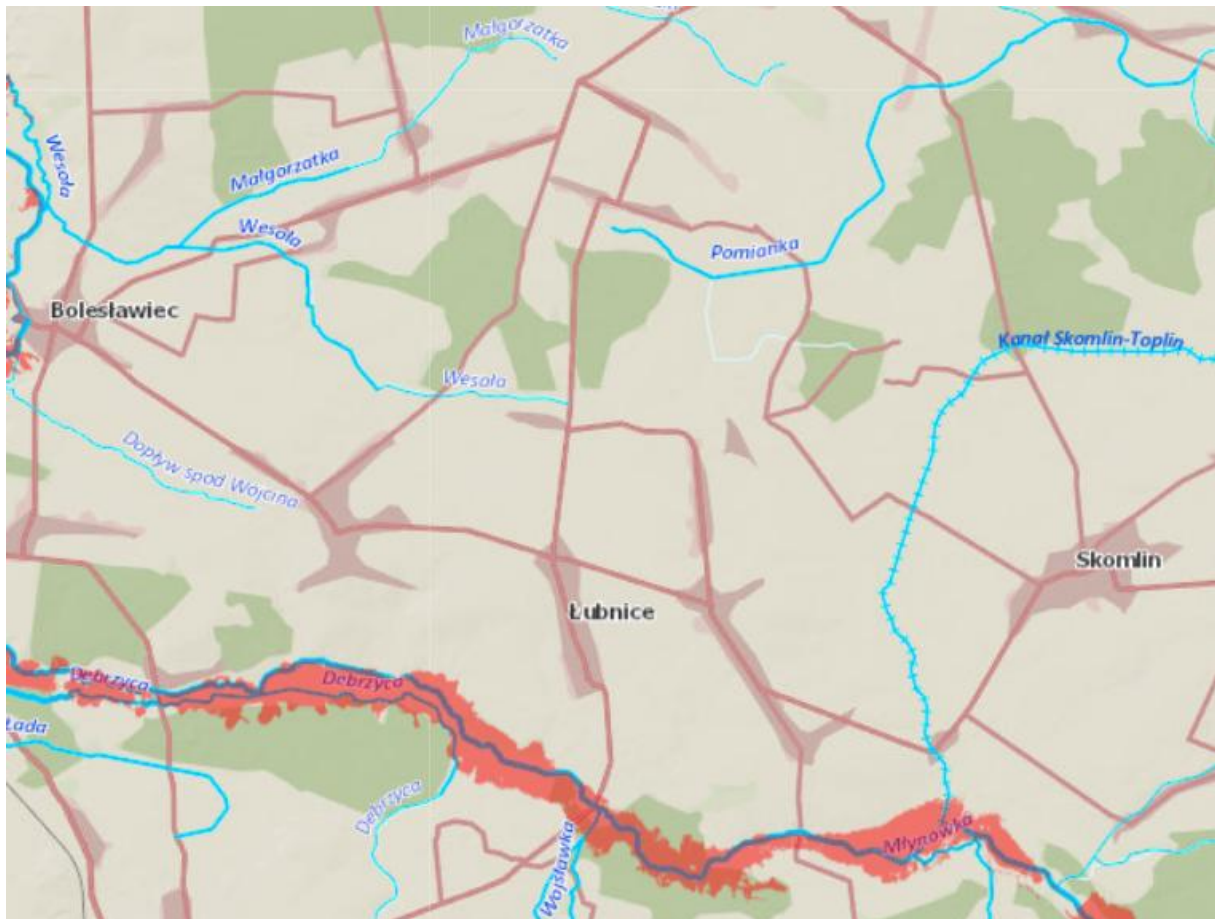 Małgorzatka
Wesoła
Małgorzatka
Wesoła
Pomianka
Bolesławiec
Kanał Skomlin-Toplin
Wesoła
Dopływ spod Wójcina
Skomlin
Łubnice
Debrzyca
Debrzyca
Łada
Debrzyca
Młynówka
Wojsławka